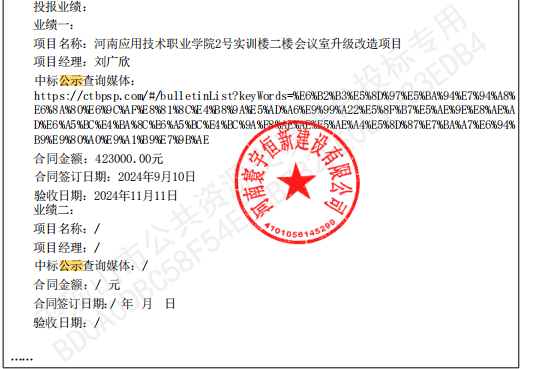 投报业绩：
业绩一：
项目名称：河南应用技术职业学院2号实训楼二楼会议室升级改造项目
项目经理：刘广欣
中标公示查询媒体：
https://ctbpsp.com/#/bulletinList?keyWords=%E6%B2%B3%E5%8D%97%E5%BA%94%E7%94%A8%
E6%8A%80%E6%9C%AF%E8%81%8C%E4%B8%9A%E5%AD%A6%E9%99%A22%E5%8F%B7%E5%AE%9E%E8%AE%A
D%E6%A5%BC%E4%BA%8C%E6%A5%BC%E4%BC%9A%E8%AE%AE%E5%AE%A4%E5%8D%87%E7%BA%A7%E6%94%
B9%E9%80%A0%E9%A1%B9%E7%9B%AE
合同金额：423000.00元
合同签订日期：2024年9月10日
验收日期：2024年11月11日
业绩二：
项目名称：/
项目经理：/
中标公示查询媒体：/
合同金额：/ 元
合同签订日期:/ 年 月 日
验收日期：/
……
河南寰宇恒新建设有限公司
4101056145299